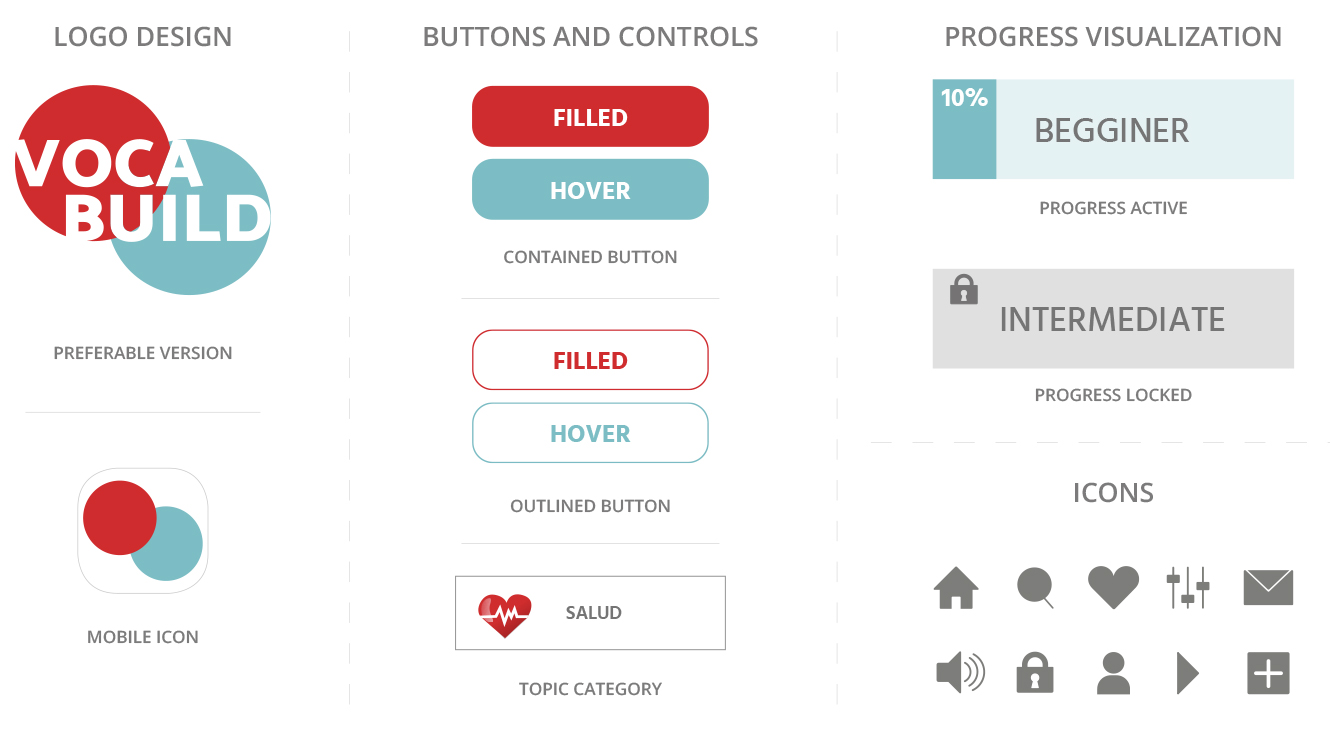 LOGO DESIGN
VOCA
BUILD
PREFERABLE VERSION
MOBILE ICON
BUTTONS AND CONTROLS
FILLED
HOVER
CONTAINED BUTTON
FILLED
HOVER
OUTLINED BUTTON
SALUD
TOPIC CATEGORY
PROGRESS VISUALIZATION
10%
BEGGINER
PROGRESS ACTIVE
INTERMEDIATE
PROGRESS LOCKED
ICONS